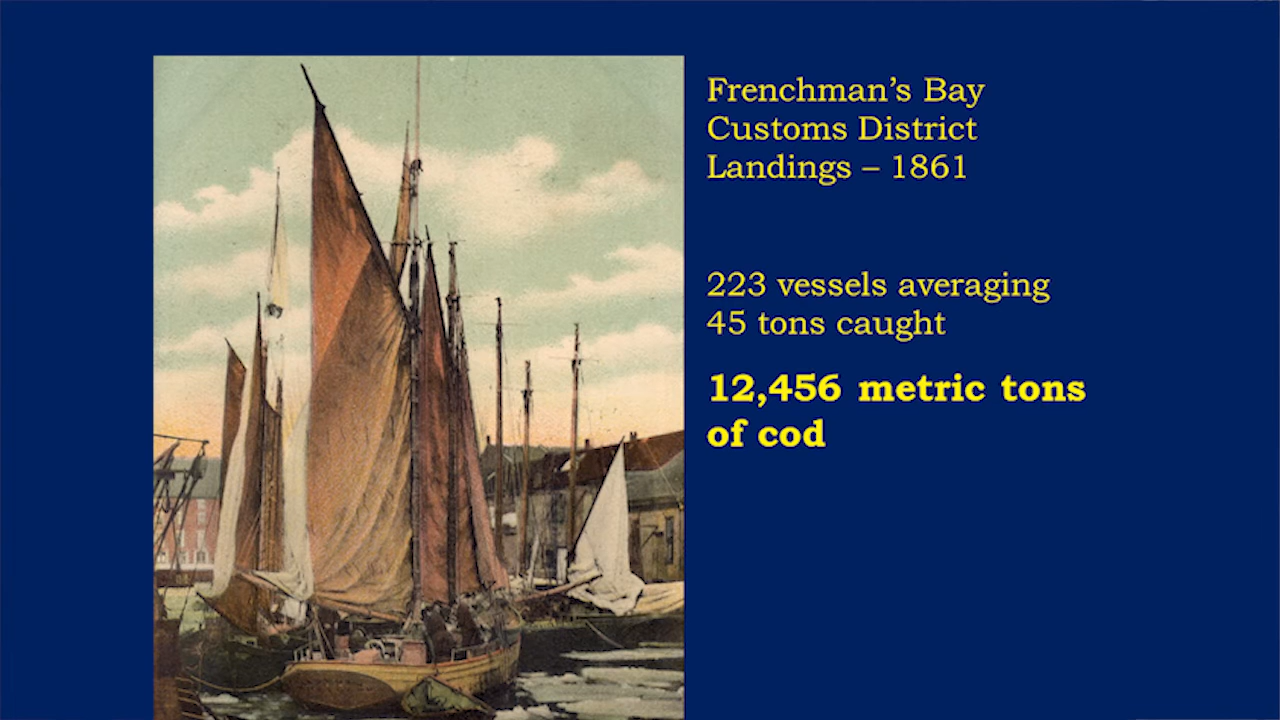 Frenchman’s Bay
Customs District
Landings – 1861
223 vessels averaging
45 tons caught
12,456 metric tons
of cod